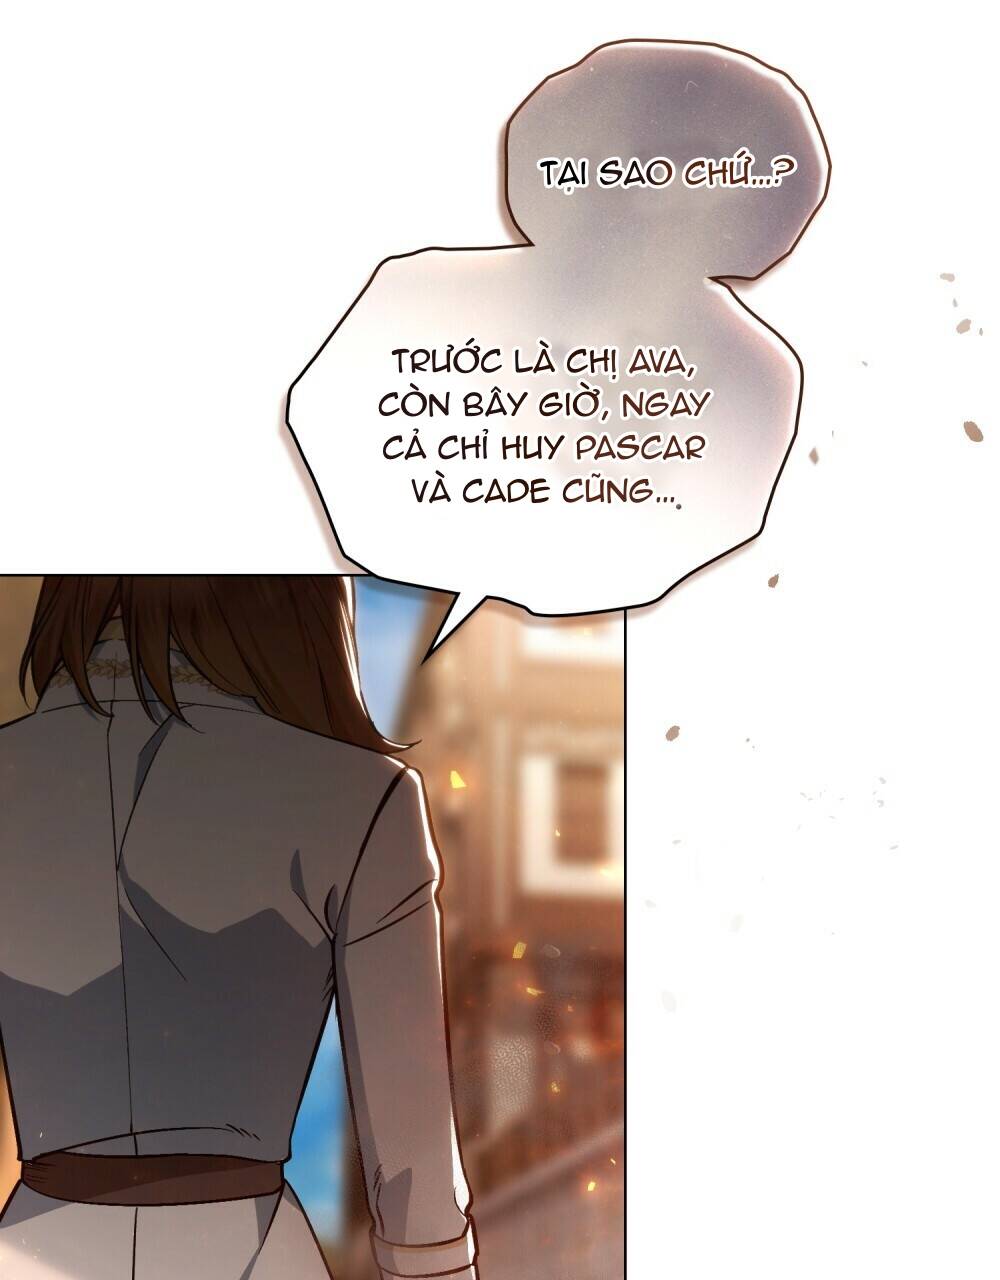 TẠI SAO CHỨ...?
TRƯỚC LÀ CHỊ AVA,
CÒN BÂY GIỜ, NGAY
CẢ CHỈ HUY PASCAR
VÀ CADE CŨNG...